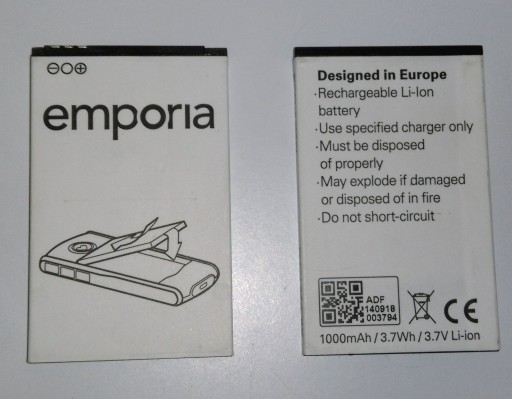 emporia
Designed in Europe
·Rechargeable Li-Ion
battery
·Use specified charger only
·Must be disposed
of properly
·May explode if damaged
or disposed of in fire
·Do not short-circuit
ADF
140918
003794
CE
1000mAh / 3.7Wh / 3.7V Li-ion